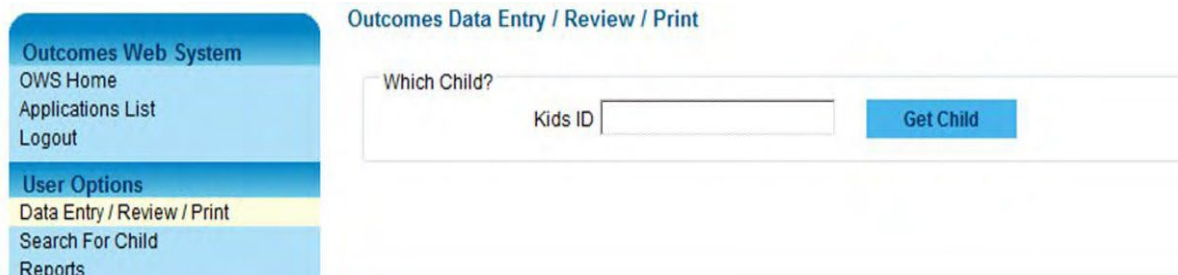 Outcomes Web System
OWS Home
Applications List
Logout
User Options
Data Entry / Review / Print
Search For Child
Reports
Outcomes Data Entry / Review / Print
Which Child?
Kids ID
Get Child